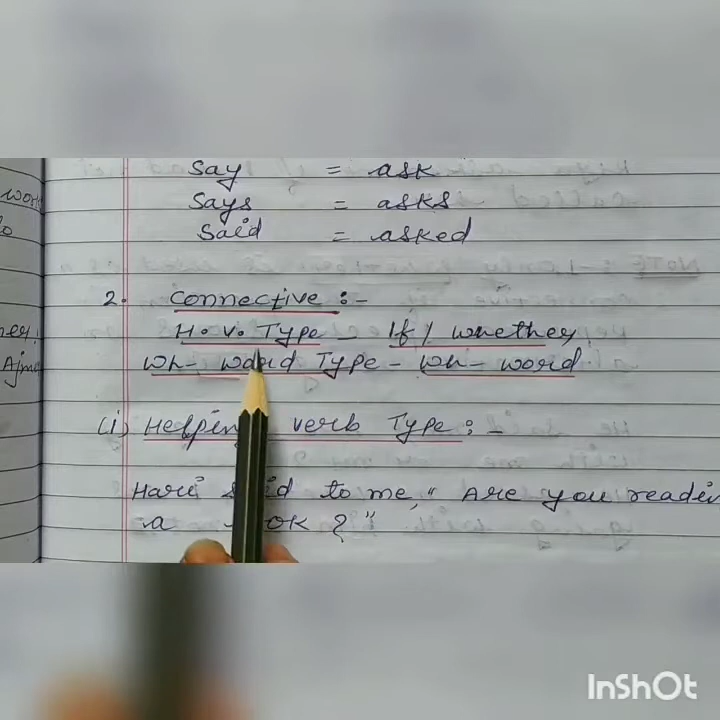 Say = ask
Says = asks
Said = asked
2. Connective :-
H. V. Type - If / whether
wh- word Type - wh- word
(i) Helping verb Type :-
Hari said to me, " Are you
a book ? "
NOTE
InShOt